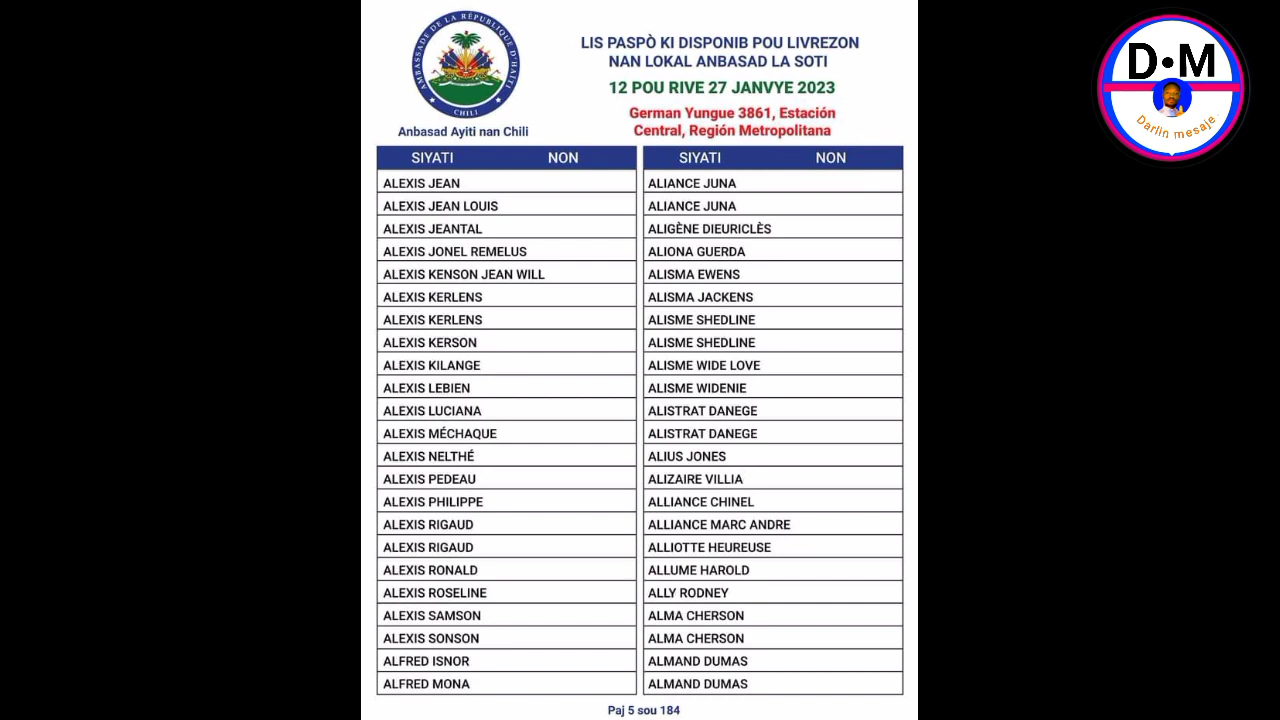 AMBASSADE DE LA RÉPUBLIQUE D'HAITI
CHILI
Anbasad Ayiti nan Chili
LIS PASPÒ KI DISPONIB POU LIVREZON
NAN LOKAL ANBASAD LA SOTI
12 POU RIVE 27 JANVYE 2023
German Yungue 3861, Estación
Central, Región Metropolitana
D•M
Darlin mesaje
SIYATI NON
ALEXIS JEAN
ALEXIS JEAN LOUIS
ALEXIS JEANTAL
ALEXIS JONEL REMELUS
ALEXIS KENSON JEAN WILL
ALEXIS KERLENS
ALEXIS KERLENS
ALEXIS KERSON
ALEXIS KILANGE
ALEXIS LEBIEN
ALEXIS LUCIANA
ALEXIS MÉCHAQUE
ALEXIS NELTHÉ
ALEXIS PEDEAU
ALEXIS PHILIPPE
ALEXIS RIGAUD
ALEXIS RIGAUD
ALEXIS RONALD
ALEXIS ROSELINE
ALEXIS SAMSON
ALEXIS SONSON
ALFRED ISNOR
ALFRED MONA
SIYATI NON
ALIANCE JUNA
ALIANCE JUNA
ALIGÈNE DIEURICLÈS
ALIONA GUERDA
ALISMA EWENS
ALISMA JACKENS
ALISME SHEDLINE
ALISME SHEDLINE
ALISME WIDE LOVE
ALISME WIDENIE
ALISTRAT DANEGE
ALISTRAT DANEGE
ALIUS JONES
ALIZAIRE VILLIA
ALLIANCE CHINEL
ALLIANCE MARC ANDRE
ALLIOTTE HEUREUSE
ALLUME HAROLD
ALLY RODNEY
ALMA CHERSON
ALMA CHERSON
ALMAND DUMAS
ALMAND DUMAS
Paj 5 sou 184